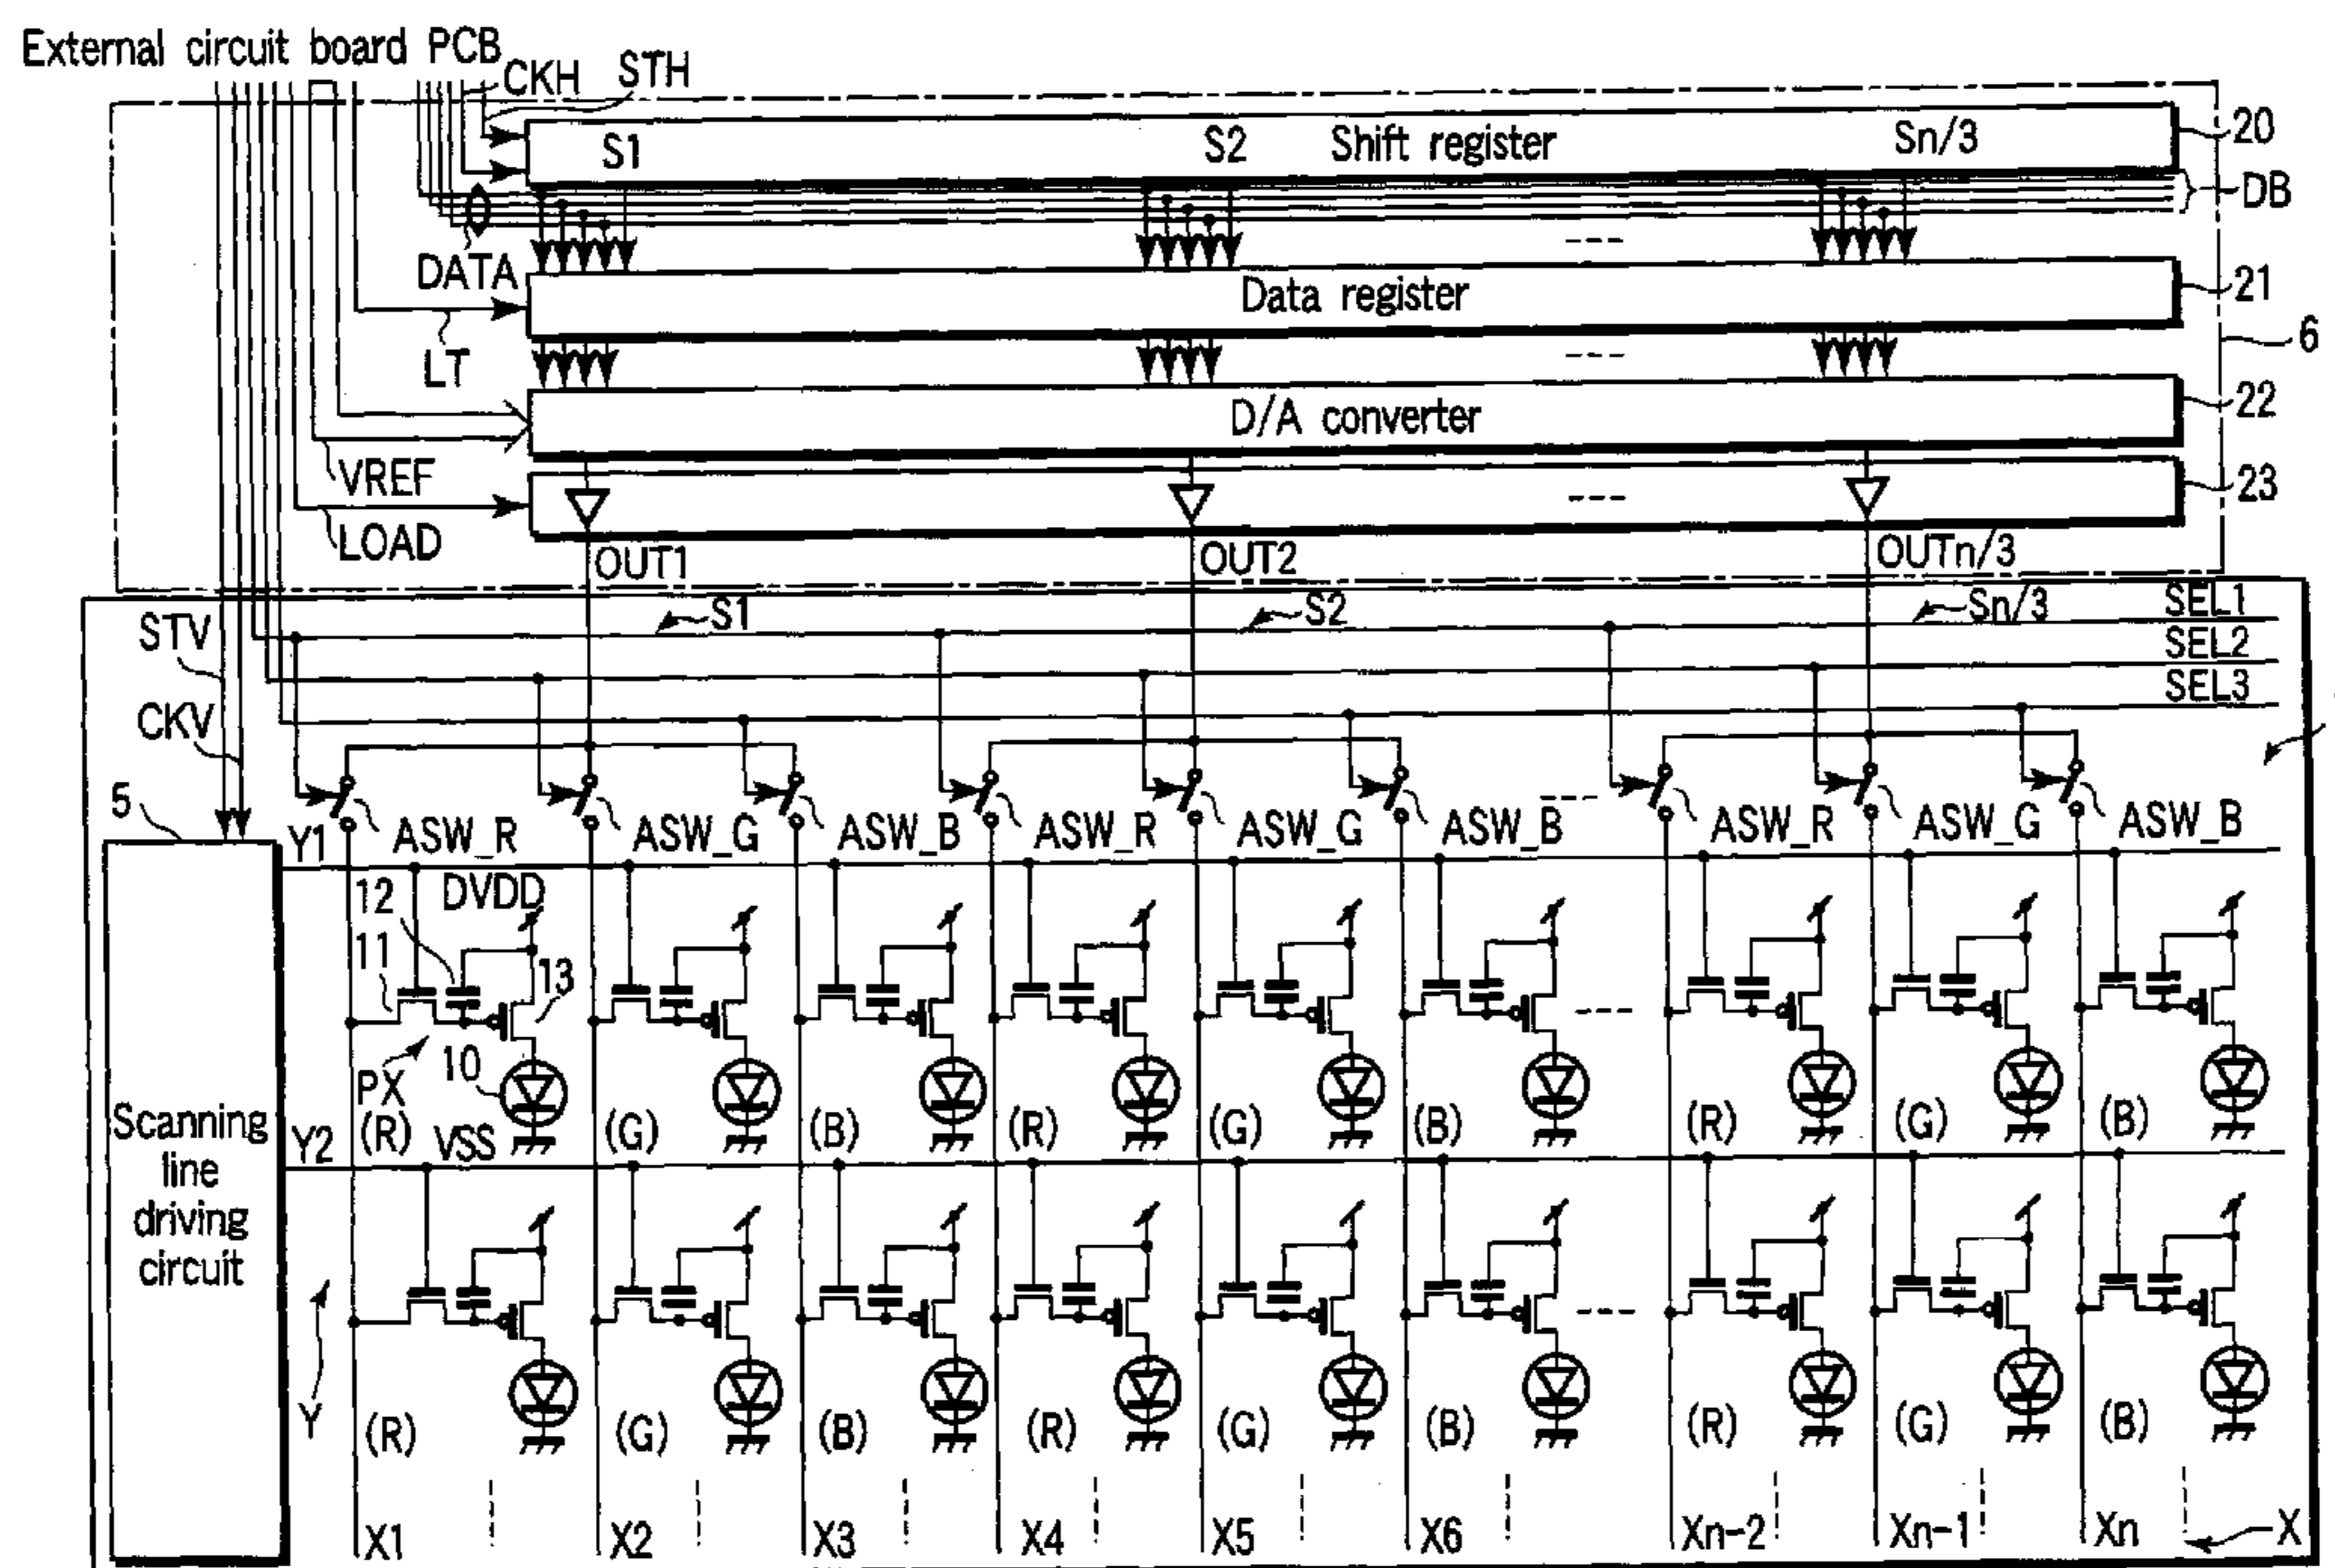 External circuit board PCB
CKH STH
S1 S2 Shift register Sn/3 20
DB
DATA
Data register 21
LT
6
D/A converter 22
VREF
23
LOAD
OUT1 OUT2 OUTn/3
S1 S2 Sn/3 SEL1
STV
SEL2
SEL3
CKV
5
Y1 ASW_R ASW_G ASW_B ASW_R ASW_G ASW_B ASW_R ASW_G ASW_B
12 DVDD
11 13
10
PX
(R) (G) (B) (R) (G) (B) (R) (G) (B)
Y2 VSS
Scanning
line
driving
circuit
Y
(R) (G) (B) (R) (G) (B) (R) (G) (B)
X1 X2 X3 X4 X5 X6 Xn-2 Xn-1 Xn X